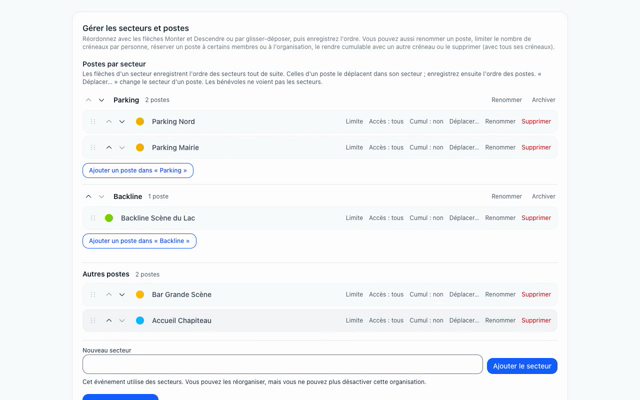 Gérer les secteurs et postes
Réordonnez avec les flèches Monter et Descendre ou par glisser-déposer, puis enregistrez l'ordre. Vous pouvez aussi renommer un poste, limiter le nombre de
créneaux par personne, réserver un poste à certains membres ou à l'organisation, le rendre cumulable avec un autre créneau ou le supprimer (avec tous ses créneaux).
Postes par secteur
Les flèches d'un secteur enregistrent l'ordre des secteurs tout de suite. Celles d'un poste le déplacent dans son secteur ; enregistrez ensuite l'ordre des postes. «
Déplacer... » change le secteur d'un poste. Les bénévoles ne voient pas les secteurs.
Parking 2 postes Renommer Archiver
Parking Nord Limite Accès : tous Cumul : non Déplacer... Renommer Supprimer
Parking Mairie Limite Accès : tous Cumul : non Déplacer... Renommer Supprimer
Ajouter un poste dans « Parking »
Backline 1 poste Renommer Archiver
Backline Scène du Lac Limite Accès : tous Cumul : non Déplacer... Renommer Supprimer
Ajouter un poste dans « Backline »
Autres postes 2 postes
Bar Grande Scène Limite Accès : tous Cumul : non Déplacer... Renommer Supprimer
Accueil Chapiteau Limite Accès : tous Cumul : non Déplacer... Renommer Supprimer
Nouveau secteur
Ajouter le secteur
Cet événement utilise des secteurs. Vous pouvez les réorganiser, mais vous ne pouvez plus désactiver cette organisation.